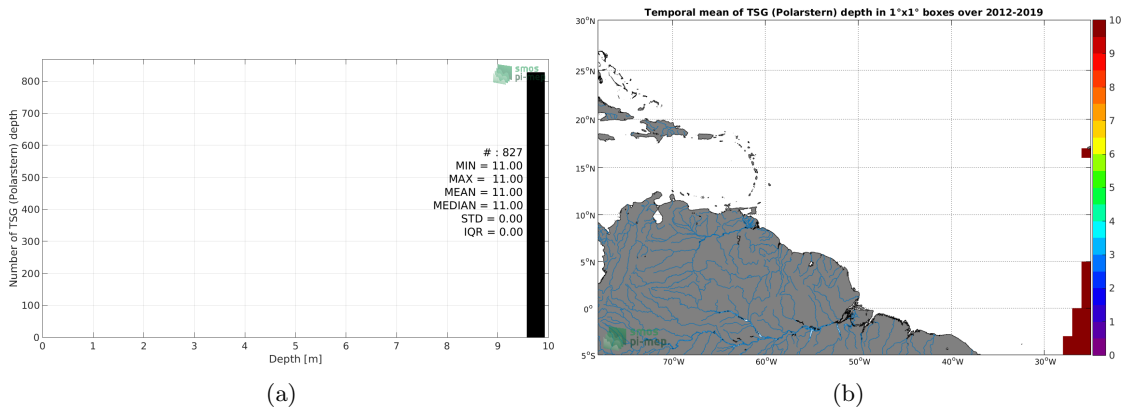 smos
pi-mep
Number of TSG (Polarstern) depth
800
700
600
500
400
300
200
100
0
# : 827
MIN = 11.00
MAX = 11.00
MEAN = 11.00
MEDIAN = 11.00
STD = 0.00
IQR = 0.00
0 1 2 3 4 5 6 7 8 9 10
Depth [m]
(a)
Temporal mean of TSG (Polarstern) depth in 1°x1° boxes over 2012-2019
30°N
25°N
20°N
15°N
10°N
5°N
0°
5°S
70°W 60°W 50°W 40°W 30°W
smos
pi-mep
10
9
8
7
6
5
4
3
2
1
0
(b)